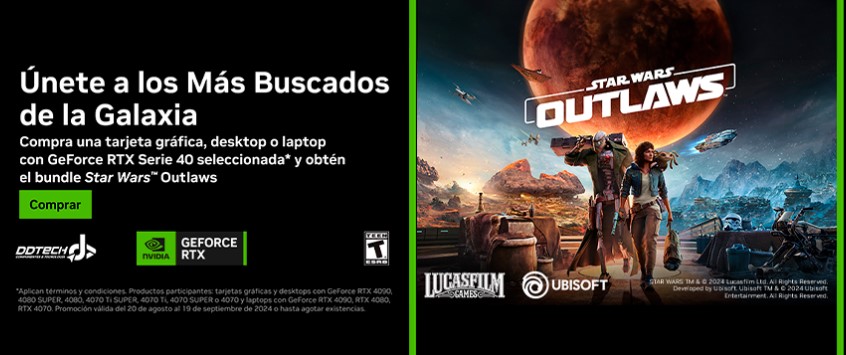 Únete a los Más Buscados
de la Galaxia
Compra una tarjeta gráfica, desktop o laptop
con GeForce RTX Serie 40 seleccionada* y obtén
el bundle Star Wars™ Outlaws
Comprar
DDTECH
COMPONENTES & TECNOLOGIA
NVIDIA
GEFORCE
RTX
TEEN
T
ESRB
*Aplican términos y condiciones. Productos participantes: tarjetas gráficas y desktops con GeForce RTX 4090,
4080 SUPER, 4080, 4070 Ti SUPER, 4070 Ti, 4070 SUPER o 4070 y laptops con GeForce RTX 4090, RTX 4080,
RTX 4070. Promoción válida del 20 de agosto al 19 de septiembre de 2024 o hasta agotar existencias.
STAR WARS
OUTLAWS
LUCASFILM
GAMES
UBISOFT
STAR WARS TM & © 2024 Lucasfilm Ltd. All Rights Reserved.
Developed by Ubisoft. Ubisoft TM & © 2024 Ubisoft
Entertainment. All Rights Reserved.